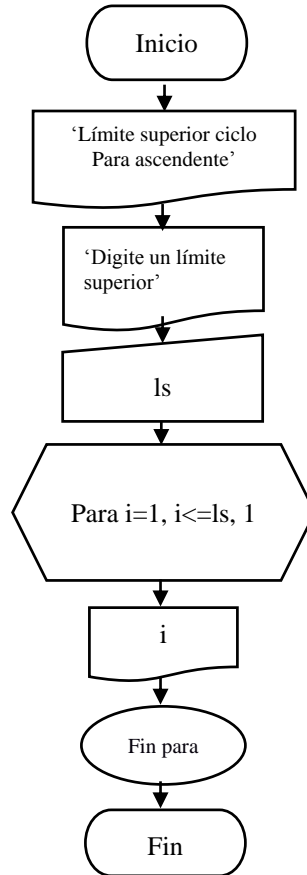 Inicio
‘Límite superior ciclo
Para ascendente’
‘Digite un límite
superior’
ls
Para i=1, i<=ls, 1
i
Fin para
Fin